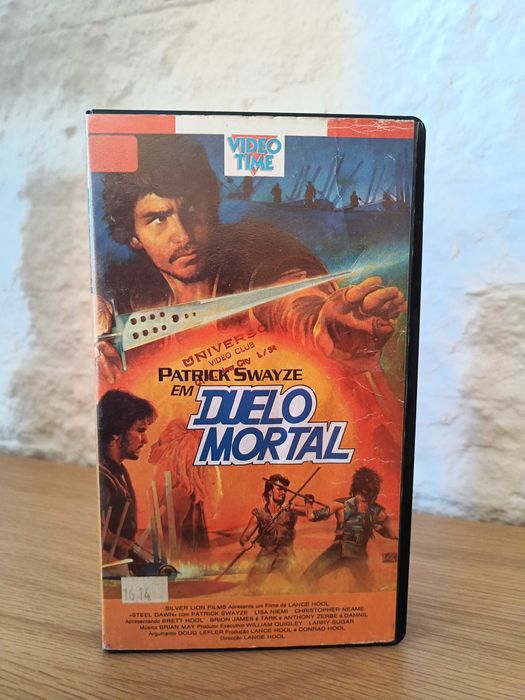 VIDEO
TIME
UNIVERSO
VIDEO CLUB
City L/94
PATRICK SWAYZE
EM
DUELO
MORTAL
1614
SILVER LION FILMS Apresenta um Filme de LANCE HOOL
«STEEL DAWN» com PATRICK SWAYZE LISA NIEMI CHRISTOPHER NEAME
Apresentando BRETT HOOL BRION JAMES é TARK e ANTHONY ZERBE é DAMNIL
Música BRIAN MAY Produtor Executivo WILLIAM QUIGLEY / LARRY SUGAR
Argumento DOUG LEFLER Produção LANCE HOOL e CONRAD HOOL
Direcção LANCE HOOL